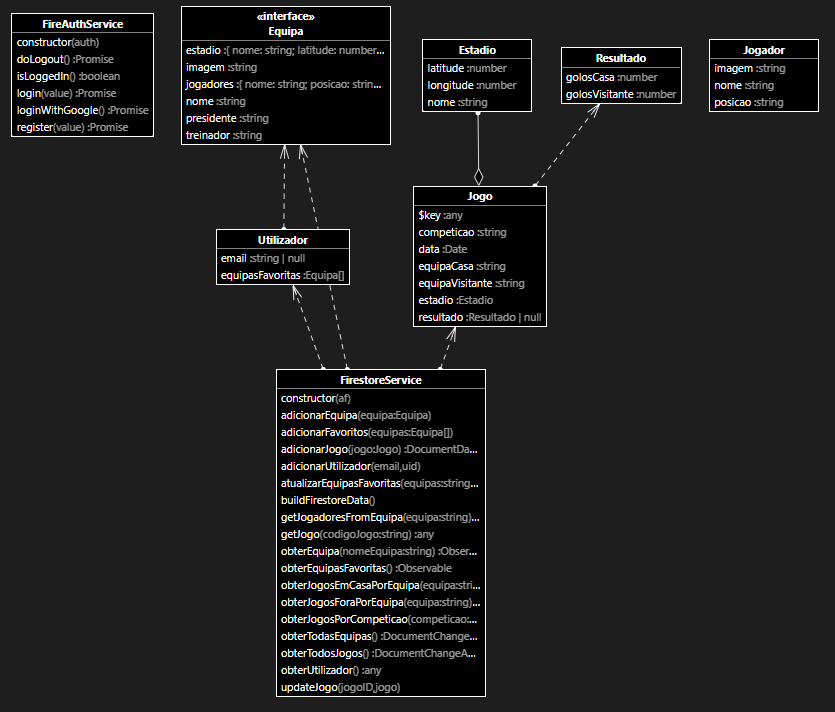 FireAuthService
constructor(auth)
doLogout() :Promise
isLoggedIn() :boolean
login(value) :Promise
loginWithGoogle() :Promise
register(value) :Promise
«interface»
Equipa
estadio :{ nome: string; latitude: number...
imagem :string
jogadores :{ nome: string; posicao: strin...
nome :string
presidente :string
treinador :string
Estadio
latitude :number
longitude :number
nome :string
Resultado
golosCasa :number
golosVisitante :number
Jogador
imagem :string
nome :string
posicao :string
Utilizador
email :string | null
equipasFavoritas :Equipa[]
Jogo
$key :any
competicao :string
data :Date
equipaCasa :string
equipaVisitante :string
estadio :Estadio
resultado :Resultado | null
FirestoreService
constructor(af)
adicionarEquipa(equipa:Equipa)
adicionarFavoritos(equipas:Equipa[])
adicionarJogo(jogo:Jogo) :DocumentDa...
adicionarUtilizador(email,uid)
atualizarEquipasFavoritas(equipas:string...
buildFirestoreData()
getJogadoresFromEquipa(equipa:string)...
getJogo(codigoJogo:string) :any
obterEquipa(nomeEquipa:string) :Obser...
obterEquipasFavoritas() :Observable
obterJogosEmCasaPorEquipa(equipa:stri...
obterJogosForaPorEquipa(equipa:string)...
obterJogosPorCompeticao(competicao:...
obterTodasEquipas() :DocumentChange...
obterTodosJogos() :DocumentChangeA...
obterUtilizador() :any
updateJogo(jogoID,jogo)